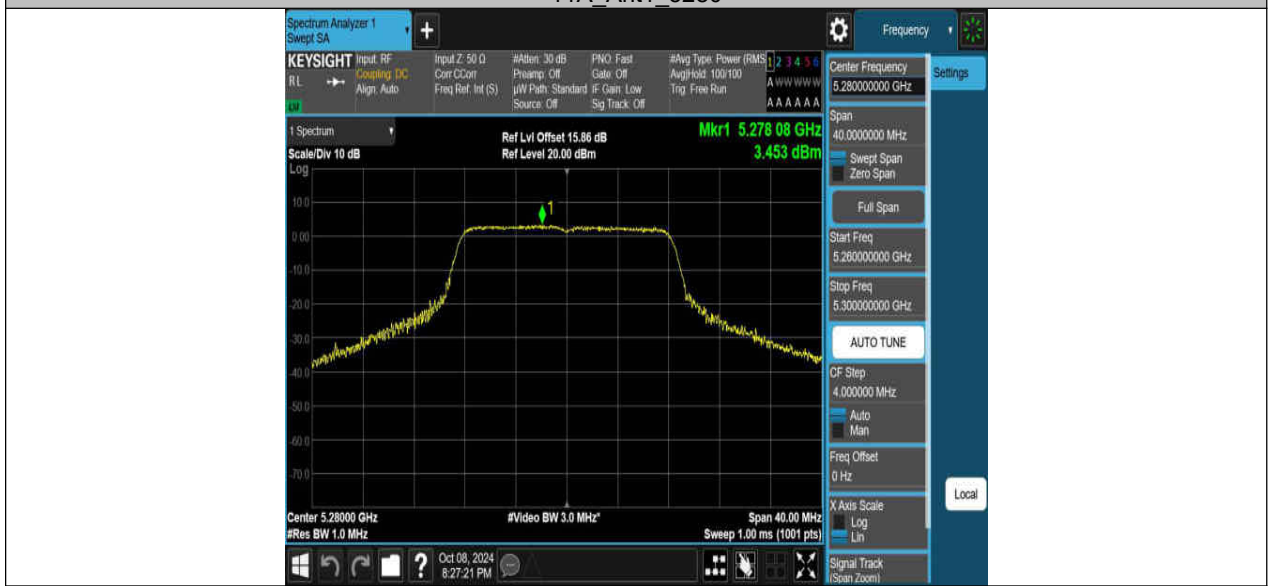 Spectrum Analyzer 1
Swept SA
+
Frequency
KEYSIGHT
RL
LXI
Input: RF
Coupling: DC
Align: Auto
Input Z: 50 Ω
Corr CCorr
Freq Ref: Int (S)
#Atten: 30 dB
Preamp: Off
µW Path: Standard
Source: Off
PNO: Fast
Gate: Off
IF Gain: Low
Sig Track: Off
#Avg Type: Power (RMS
Avg|Hold: 100/100
Trig: Free Run
1 2 3 4 5 6
A W W W W W
A A A A A A
1 Spectrum
Scale/Div 10 dB
Log
Ref Lvl Offset 15.86 dB
Ref Level 20.00 dBm
Mkr1 5.278 08 GHz
3.453 dBm
1
10.0
0.00
-10.0
-20.0
-30.0
-40.0
-50.0
-60.0
-70.0
Center 5.28000 GHz
#Res BW 1.0 MHz
#Video BW 3.0 MHz*
Span 40.00 MHz
Sweep 1.00 ms (1001 pts)
?
Oct 08, 2024
8:27:21 PM
Center Frequency
5.280000000 GHz
Settings
Span
40.0000000 MHz
Swept Span
Zero Span
Full Span
Start Freq
5.260000000 GHz
Stop Freq
5.300000000 GHz
AUTO TUNE
CF Step
4.000000 MHz
Auto
Man
Freq Offset
0 Hz
X Axis Scale
Log
Lin
Local
Signal Track
(Span Zoom)